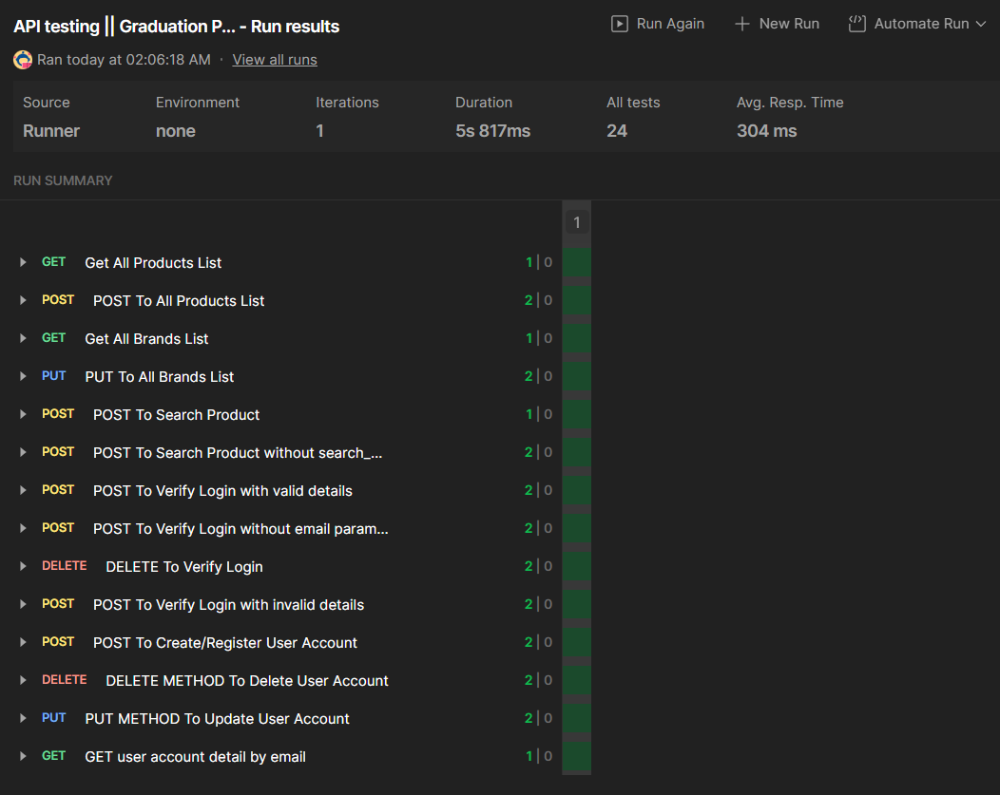 API testing || Graduation P... - Run results
Run Again
New Run
Automate Run
Ran today at 02:06:18 AM · View all runs
Source Environment Iterations Duration All tests Avg. Resp. Time
Runner none 1 5s 817ms 24 304 ms
RUN SUMMARY
1
GET Get All Products List 1 | 0
POST POST To All Products List 2 | 0
GET Get All Brands List 1 | 0
PUT PUT To All Brands List 2 | 0
POST POST To Search Product 1 | 0
POST POST To Search Product without search_... 2 | 0
POST POST To Verify Login with valid details 2 | 0
POST POST To Verify Login without email param... 2 | 0
DELETE DELETE To Verify Login 2 | 0
POST POST To Verify Login with invalid details 2 | 0
POST POST To Create/Register User Account 2 | 0
DELETE DELETE METHOD To Delete User Account 2 | 0
PUT PUT METHOD To Update User Account 2 | 0
GET GET user account detail by email 1 | 0